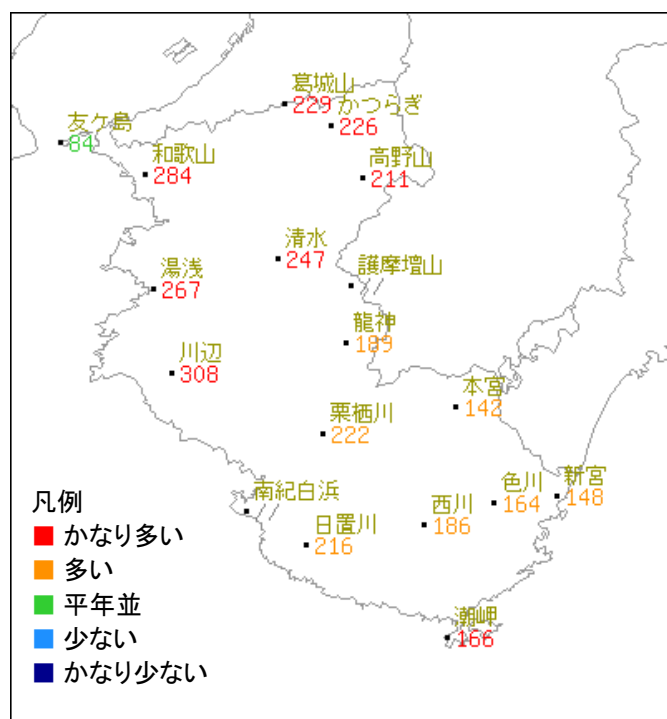 葛城山
229
かつらぎ
226
友ケ島
84
和歌山
284
高野山
211
清水
247
護摩壇山
//
湯浅
267
龍神
189
川辺
308
本宮
142
栗栖川
222
南紀白浜
//
日置川
216
西川
186
色川
164
新宮
148
潮岬
166
凡例
かなり多い
多い
平年並
少ない
かなり少ない